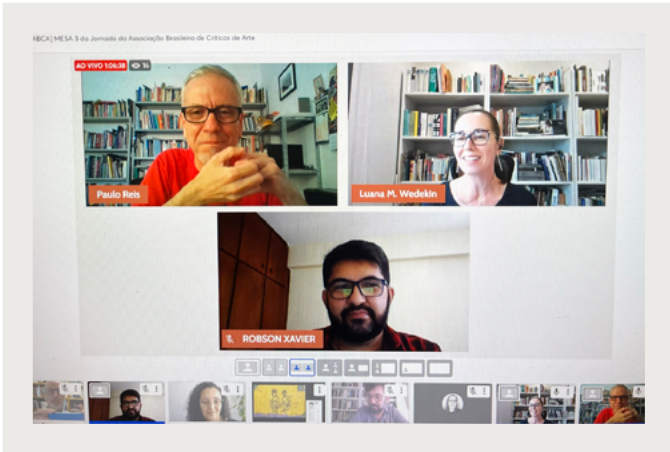 [ABCA] MESA 3 da Jornada da Associação Brasileira de Críticos de Arte
AO VIVO 1:06:38 16
Paulo Reis
Luana M. Wedekin
ROBSON XAVIER